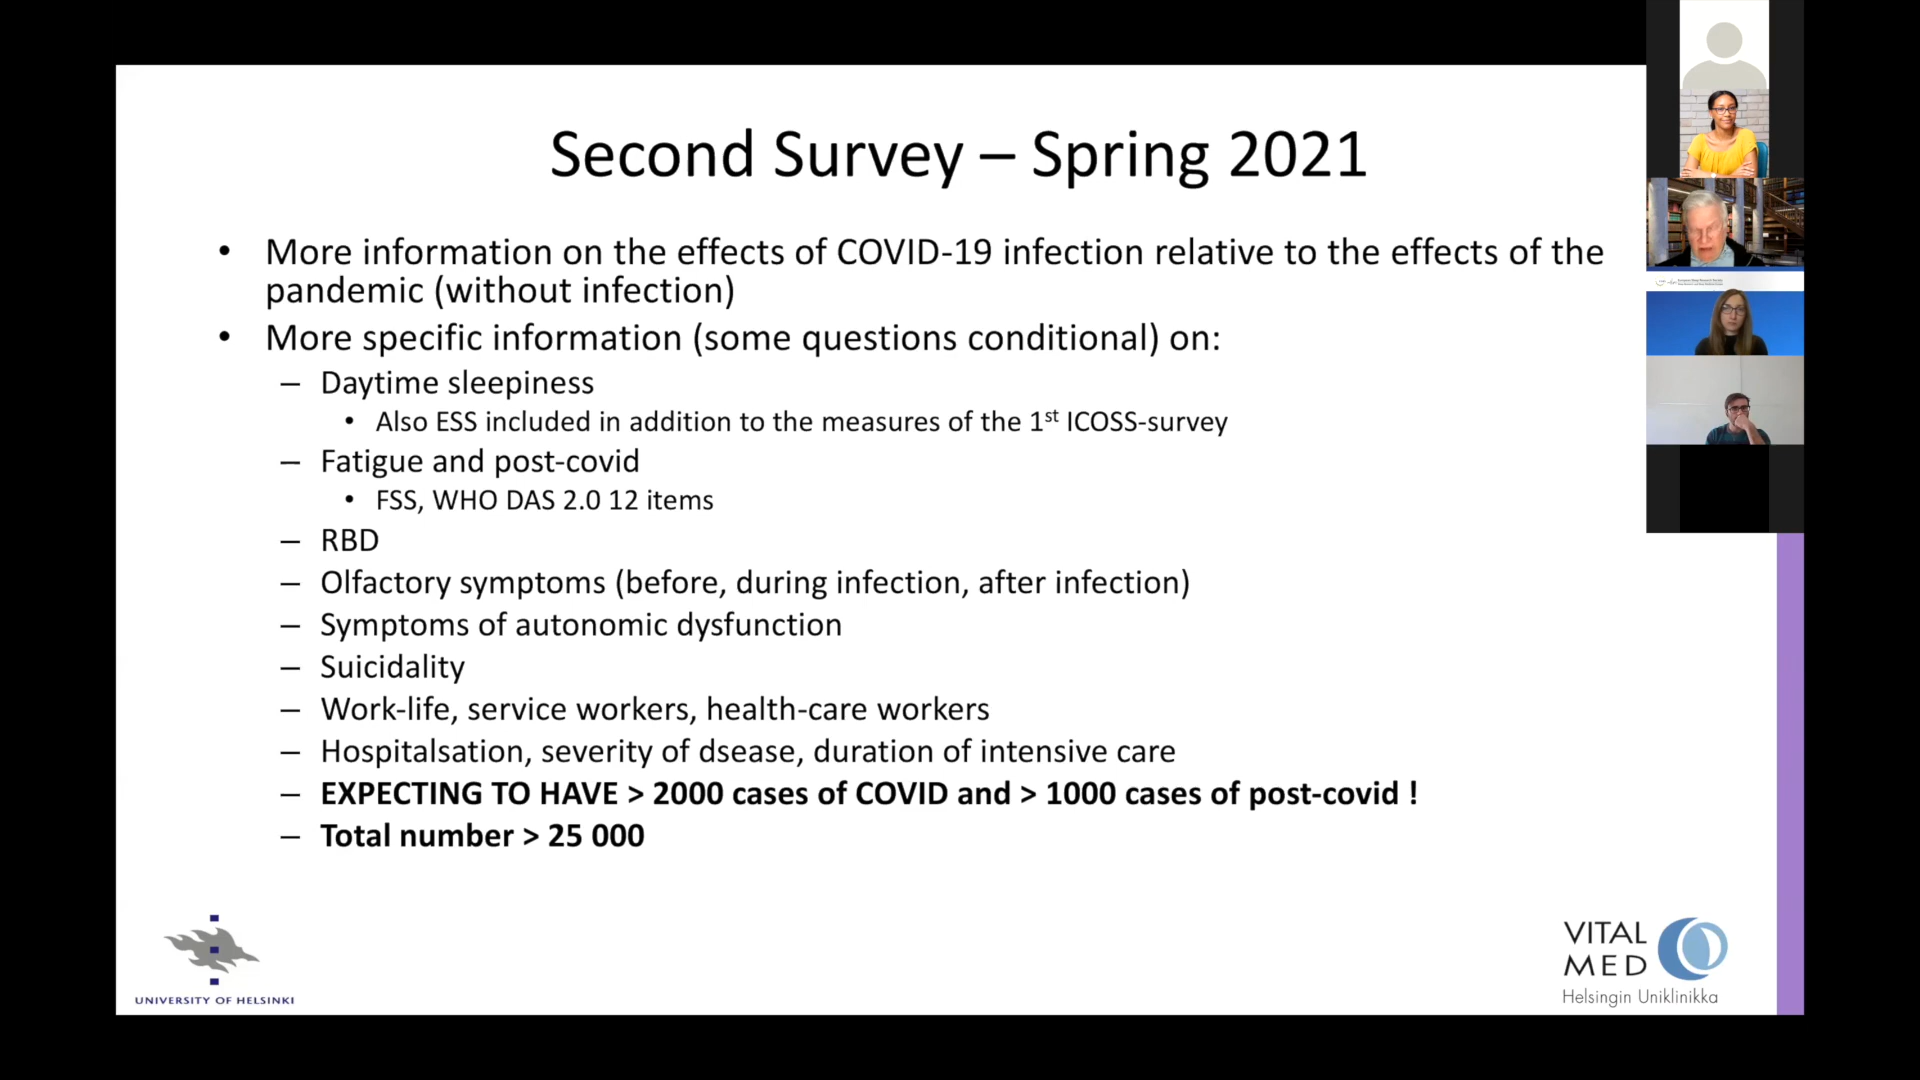 Second Survey – Spring 2021
• More information on the effects of COVID-19 infection relative to the effects of the
pandemic (without infection)
• More specific information (some questions conditional) on:
– Daytime sleepiness
• Also ESS included in addition to the measures of the 1st ICOSS-survey
– Fatigue and post-covid
• FSS, WHO DAS 2.0 12 items
– RBD
– Olfactory symptoms (before, during infection, after infection)
– Symptoms of autonomic dysfunction
– Suicidality
– Work-life, service workers, health-care workers
– Hospitalsation, severity of dsease, duration of intensive care
– EXPECTING TO HAVE > 2000 cases of COVID and > 1000 cases of post-covid !
– Total number > 25 000
UNIVERSITY OF HELSINKI
VITAL
MED
Helsingin Uniklinikka